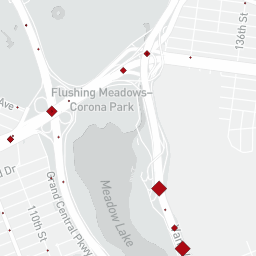 136th St
Flushing Meadows–
Corona Park
Ave
Dr
110th St
Grand Central Pkwy
Meadow Lake